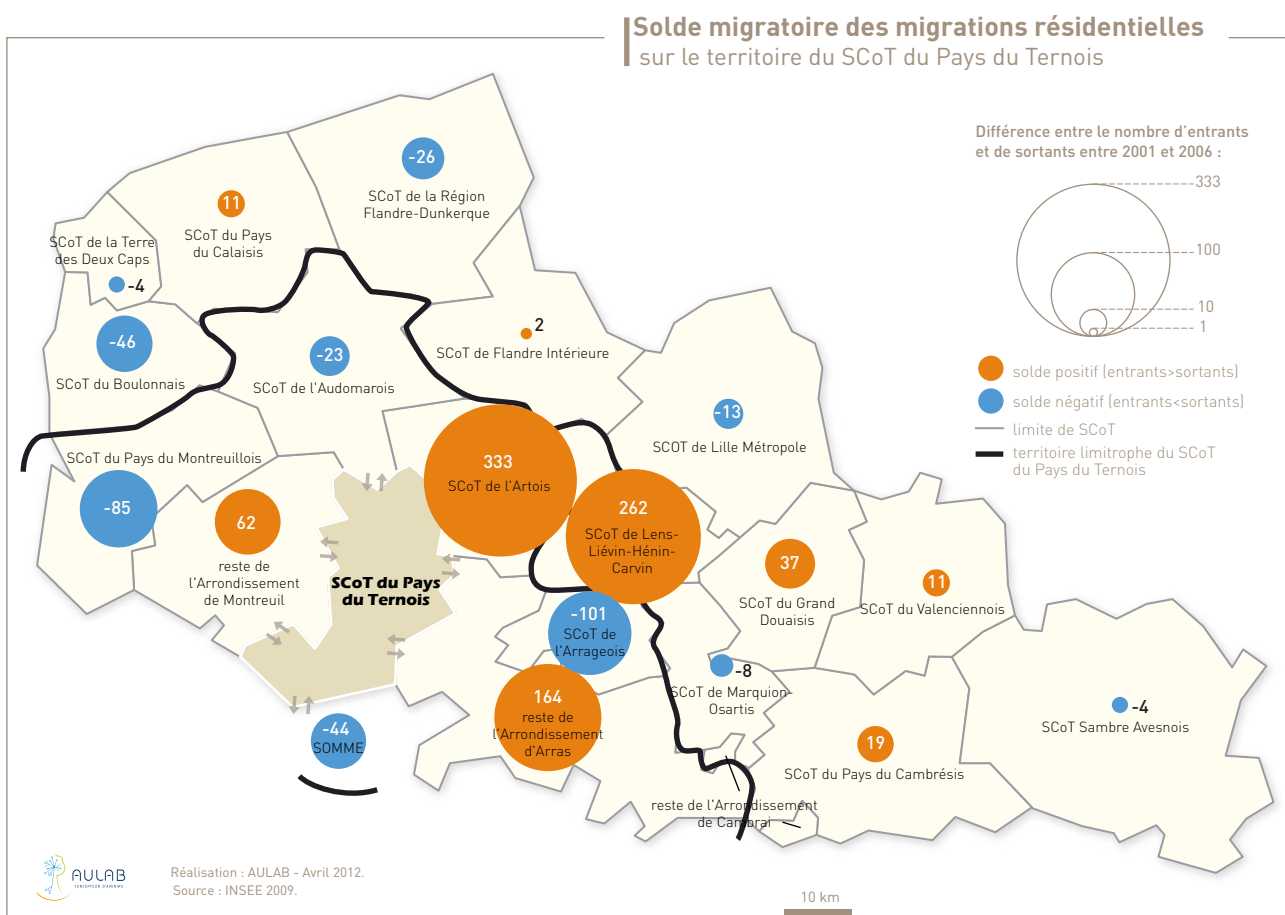 Solde migratoire des migrations résidentielles
sur le territoire du SCoT du Pays du Ternois
Différence entre le nombre d'entrants
et de sortants entre 2001 et 2006 :
333
100
10
1
solde positif (entrants>sortants)
solde négatif (entrants<sortants)
limite de SCoT
territoire limitrophe du SCoT
du Pays du Ternois
-26
SCoT de la Région
Flandre-Dunkerque
11
SCoT du Pays
du Calaisis
SCoT de la Terre
des Deux Caps
-4
-46
SCoT du Boulonnais
-23
SCoT de l'Audomarois
2
SCoT de Flandre Intérieure
-13
SCOT de Lille Métropole
SCoT du Pays du Montreuillois
-85
62
reste de
l'Arrondissement
de Montreuil
333
SCoT de l'Artois
262
SCoT de Lens-
Liévin-Hénin-
Carvin
SCoT du Pays
du Ternois
37
SCoT du Grand
Douaisis
11
SCoT du Valenciennois
-101
SCoT de
l'Arrageois
-8
SCoT de Marquion-
Osartis
164
reste de
l'Arrondissement
d'Arras
-44
SOMME
19
SCoT du Pays du Cambrésis
-4
SCoT Sambre Avesnois
reste de l'Arrondissement
de Cambrai
AULAB
CONCEPTEUR D'AVENIRS
Réalisation : AULAB - Avril 2012.
Source : INSEE 2009.
10 km